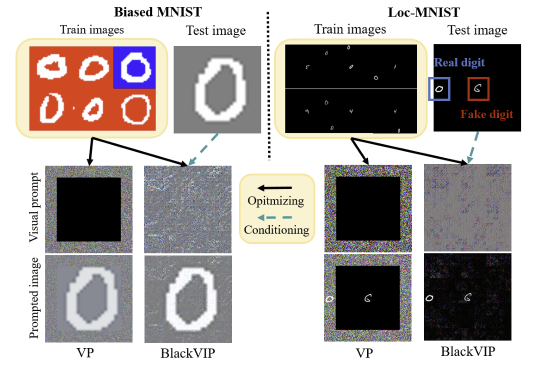 Biased MNIST
Loc-MNIST
Train images
Test image
Train images
Test image
Real digit
Fake digit
Visual prompt
Opitmizing
Conditioning
Prompted image
VP
BlackVIP
VP
BlackVIP